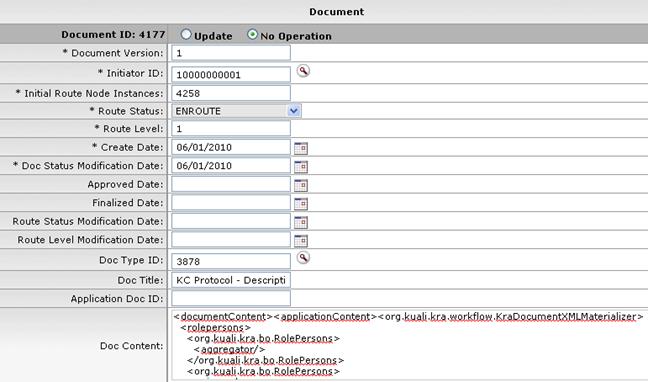 Document
Document ID: 4177 Update No Operation
* Document Version: 1
* Initiator ID: 10000000001
* Initial Route Node Instances: 4258
* Route Status: ENROUTE
* Route Level: 1
* Create Date: 06/01/2010
* Doc Status Modification Date: 06/01/2010
Approved Date:
Finalized Date:
Route Status Modification Date:
Route Level Modification Date:
Doc Type ID: 3878
Doc Title: KC Protocol - Descripti
Application Doc ID:
Doc Content: <documentContent><applicationContent><org.kuali.kra.workflow.KraDocumentXMLMaterializer>
<rolepersons>
<org.kuali.kra.bo.RolePersons>
<aggregator/>
</org.kuali.kra.bo.RolePersons>
<org.kuali.kra.bo.RolePersons>